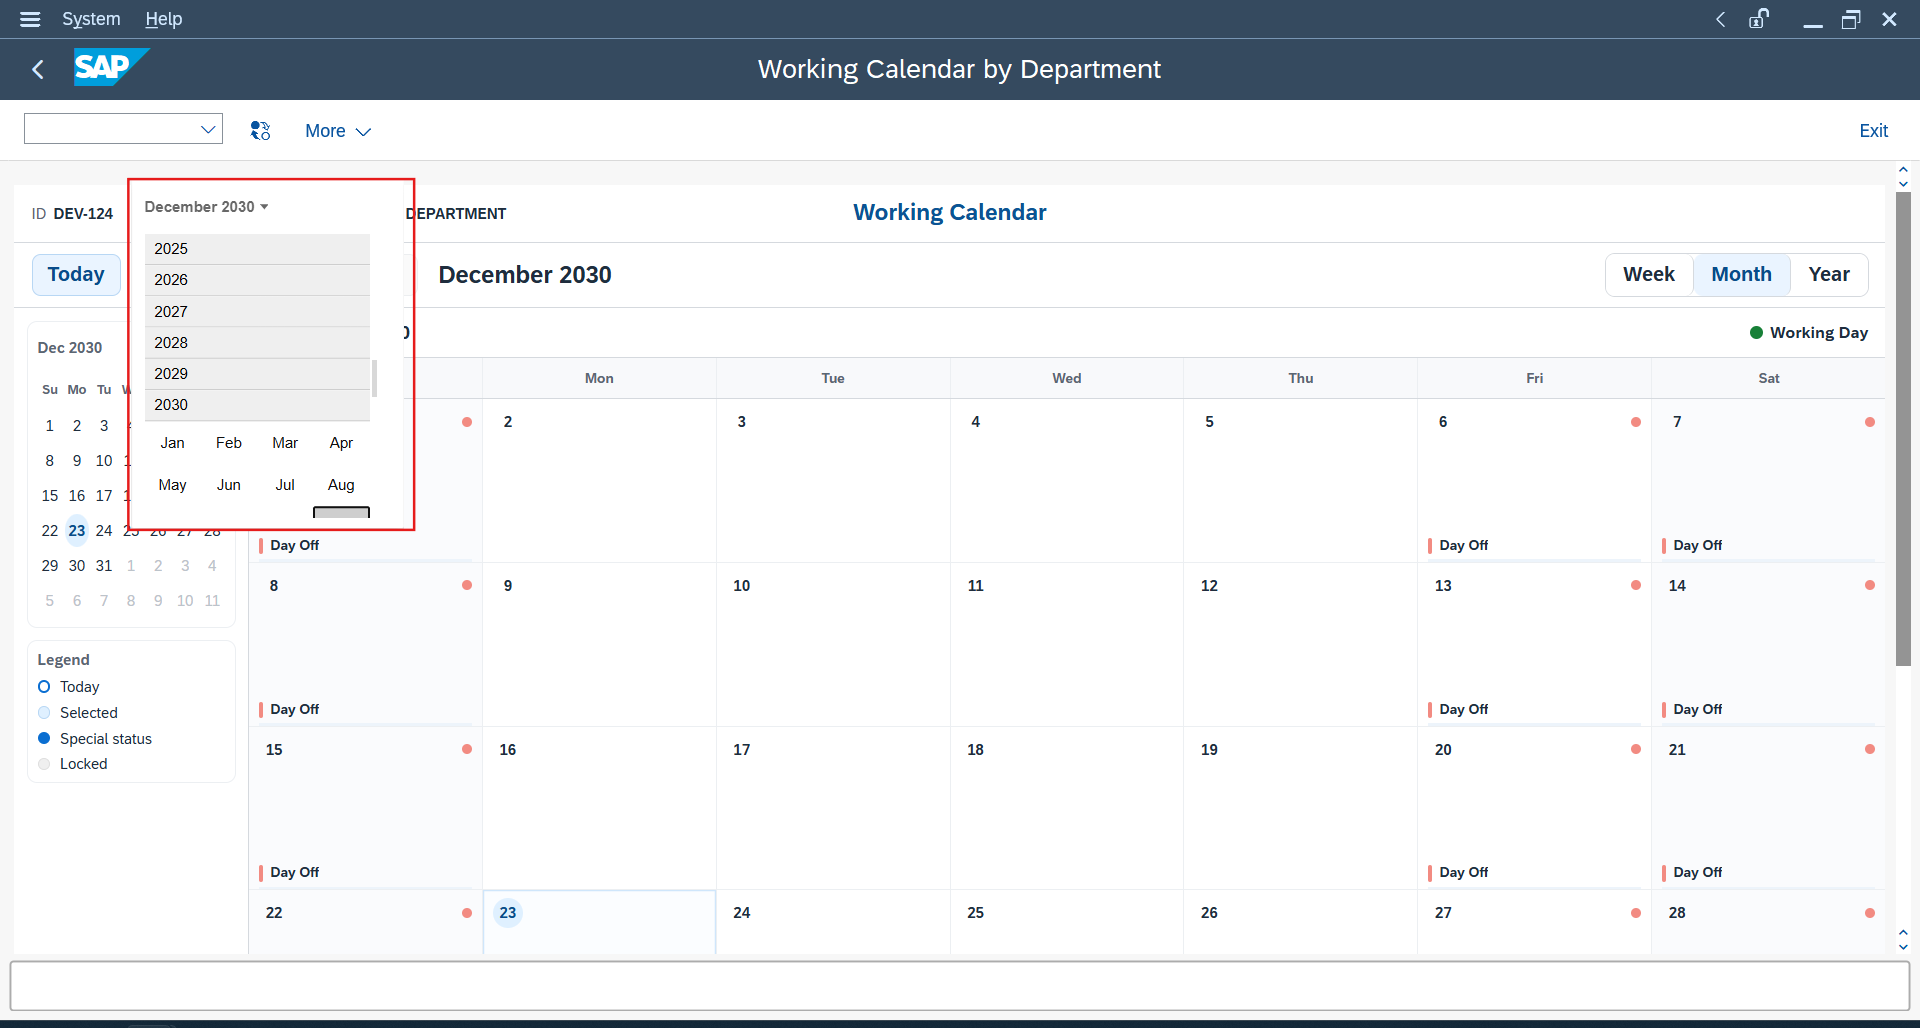 System Help
SAP
Working Calendar by Department
More
Exit
ID DEV-124
DEPARTMENT
Working Calendar
December 2030
2025
2026
2027
2028
2029
2030
Jan Feb Mar Apr
May Jun Jul Aug
Today
December 2030
Week Month Year
Working Day
Dec 2030
Su Mo Tu
1 2 3
8 9 10
15 16 17
22 23 24 25 26 27 28
29 30 31 1 2 3 4
5 6 7 8 9 10 11
Legend
Today
Selected
Special status
Locked
Mon Tue Wed Thu Fri Sat
2 3 4 5 6 7
Day Off Day Off Day Off
8 9 10 11 12 13 14
Day Off Day Off Day Off
15 16 17 18 19 20 21
Day Off Day Off Day Off
22 23 24 25 26 27 28